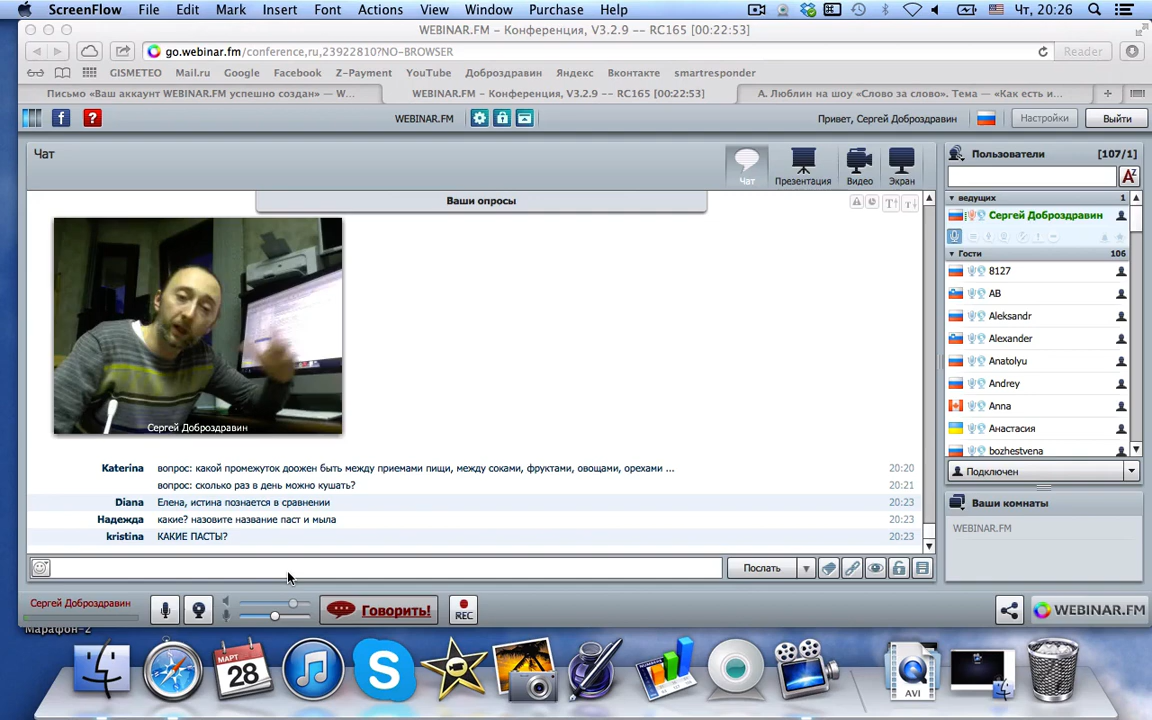 ScreenFlow File Edit Mark Insert Font Actions View Window Purchase Help Чт, 20:26
WEBINAR.FM – Конференция, V3.2.9 – RC165 [00:22:53]
go.webinar.fm/conference,ru,23922810?NO-BROWSER Reader
GISMETEO Mail.ru Google Facebook Z-Payment YouTube Доброздравин Яндекс Вконтакте smartresponder
Письмо «Ваш аккаунт WEBINAR.FM успешно создан» — W... WEBINAR.FM – Конференция, V3.2.9 – RC165 [00:22:53] А. Люблин на шоу «Слово за слово». Тема — «Как есть и...
WEBINAR.FM Привет, Сергей Доброздравин Настройки Выйти
Чат
Чат Презентация Видео Экран
Ваши опросы
Сергей Доброздравин
Katerina вопрос: какой промежуток доожен быть между приемами пищи, между соками, фруктами, овощами, орехами ... 20:20
вопрос: сколько раз в день можно кушать? 20:21
Diana Елена, истина познается в сравнении 20:23
Надежда какие? назовите название паст и мыла 20:23
kristina КАКИЕ ПАСТЫ? 20:23
Послать
Сергей Доброздравин
Говорить!
REC
Пользователи [107/1]
AZ
ведущих 1
Сергей Доброздравин
Гости 106
8127
AB
Aleksandr
Alexander
Anatolyu
Andrey
Anna
Анастасия
bozhestvena
Подключен
Ваши комнаты
WEBINAR.FM
WEBINAR.FM
Марафон-2
МАРТ
28
AVI